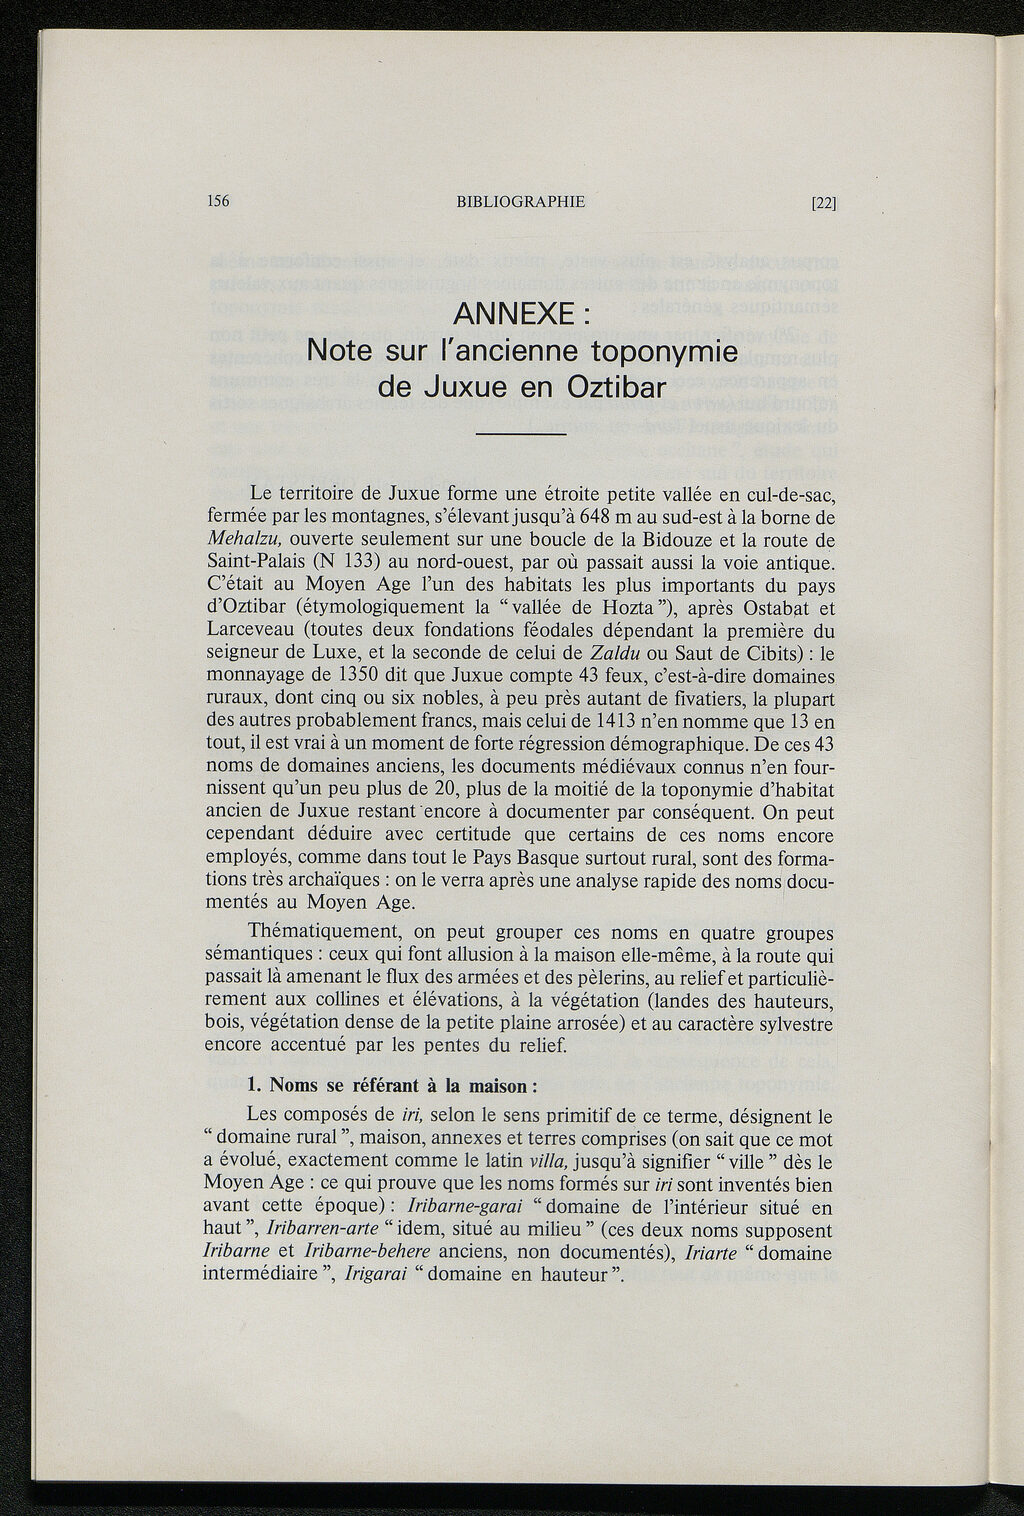 156 BIBLIOGRAPHIE [22]
ANNEXE :
Note sur l'ancienne toponymie
de Juxue en Oztibar
Le territoire de Juxue forme une étroite petite vallée en cul-de-sac,
fermée par les montagnes, s'élevant jusqu'à 648 m au sud-est à la borne de
Mehalzu, ouverte seulement sur une boucle de la Bidouze et la route de
Saint-Palais (N 133) au nord-ouest, par où passait aussi la voie antique.
C'était au Moyen Age l'un des habitats les plus importants du pays
d'Oztibar (étymologiquement la “ vallée de Hozta ”), après Ostabat et
Larceveau (toutes deux fondations féodales dépendant la première du
seigneur de Luxe, et la seconde de celui de Zaldu ou Saut de Cibits) : le
monnayage de 1350 dit que Juxue compte 43 feux, c'est-à-dire domaines
ruraux, dont cinq ou six nobles, à peu près autant de fivatiers, la plupart
des autres probablement francs, mais celui de 1413 n'en nomme que 13 en
tout, il est vrai à un moment de forte régression démographique. De ces 43
noms de domaines anciens, les documents médiévaux connus n'en four-
nissent qu'un peu plus de 20, plus de la moitié de la toponymie d'habitat
ancien de Juxue restant encore à documenter par conséquent. On peut
cependant déduire avec certitude que certains de ces noms encore
employés, comme dans tout le Pays Basque surtout rural, sont des forma-
tions très archaïques : on le verra après une analyse rapide des noms docu-
mentés au Moyen Age.
Thématiquement, on peut grouper ces noms en quatre groupes
sémantiques : ceux qui font allusion à la maison elle-même, à la route qui
passait là amenant le flux des armées et des pèlerins, au relief et particuliè-
rement aux collines et élévations, à la végétation (landes des hauteurs,
bois, végétation dense de la petite plaine arrosée) et au caractère sylvestre
encore accentué par les pentes du relief.
1. Noms se référant à la maison :
Les composés de iri, selon le sens primitif de ce terme, désignent le
“ domaine rural ”, maison, annexes et terres comprises (on sait que ce mot
a évolué, exactement comme le latin villa, jusqu'à signifier “ ville ” dès le
Moyen Age : ce qui prouve que les noms formés sur iri sont inventés bien
avant cette époque) : Iribarne-garai “ domaine de l'intérieur situé en
haut ”, Iribarren-arte “ idem, situé au milieu ” (ces deux noms supposent
Iribarne et Iribarne-behere anciens, non documentés), Iriarte “ domaine
intermédiaire ”, Irigarai “ domaine en hauteur ”.